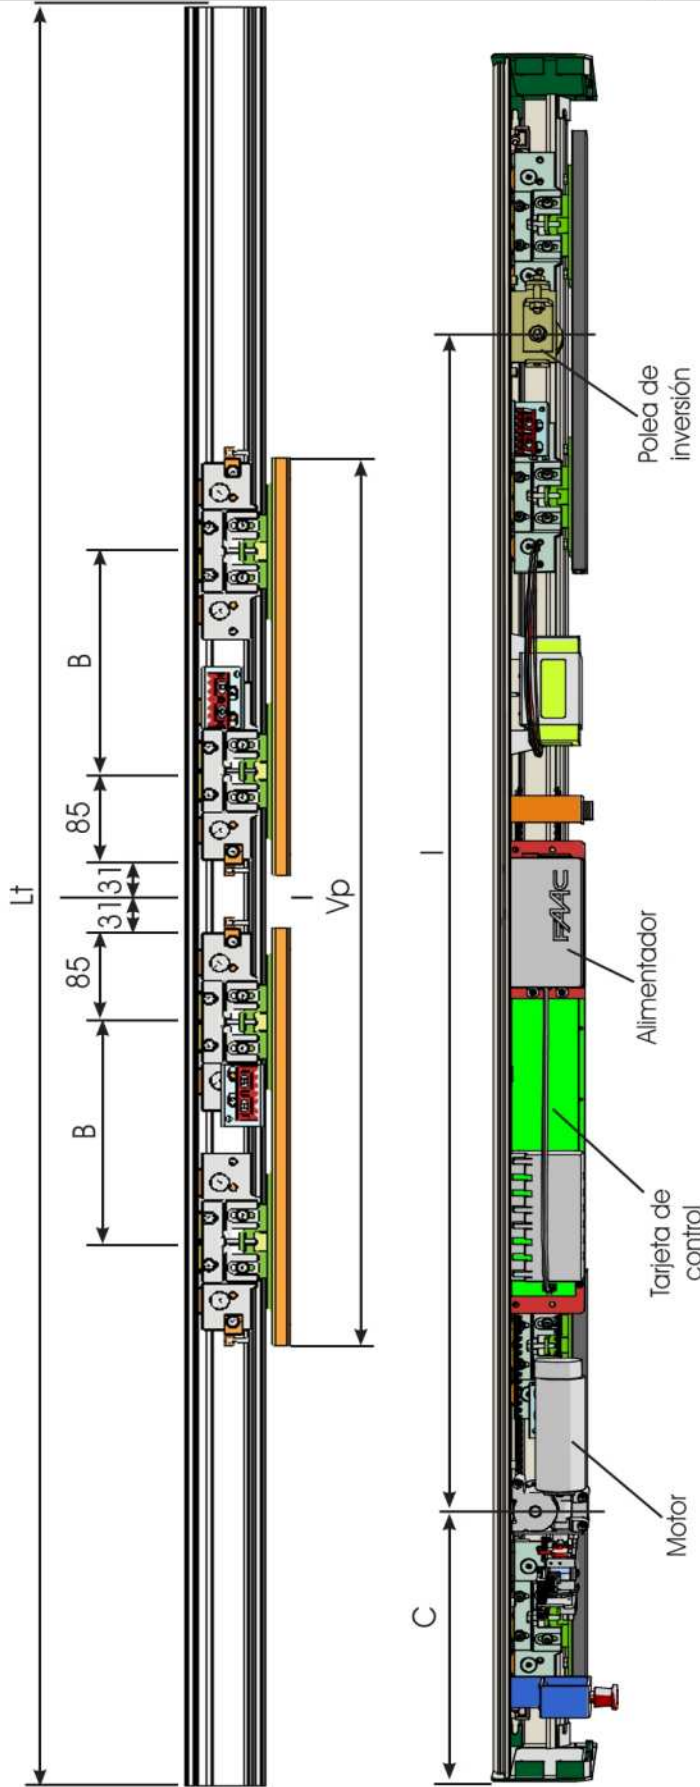 Lt
B
85
31
31
85
B
I
Vp
C
I
Motor
Tarjeta de
control
Alimentador
Polea de
inversión
FAAC